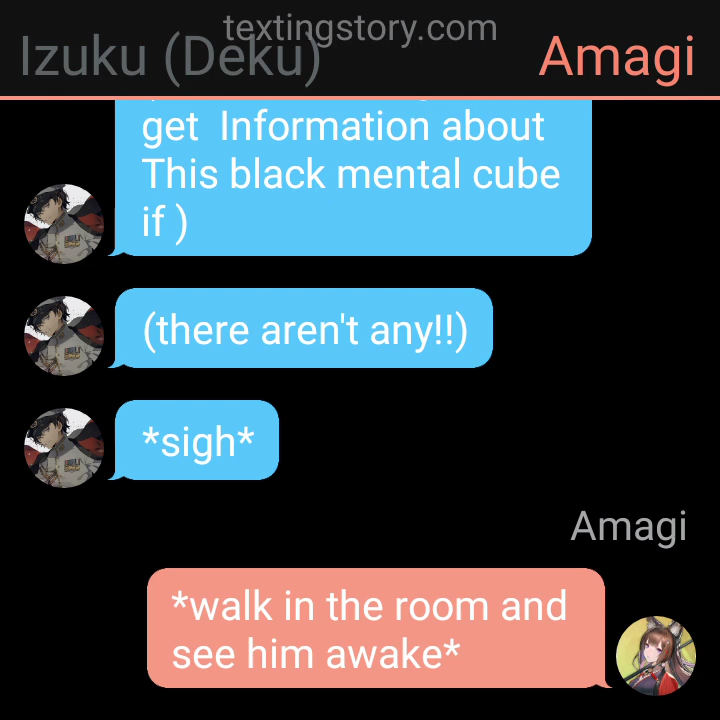 textingstory.com
Izuku (Deku)
Amagi
get  Information about
This black mental cube
if )
(there aren't any!!)
*sigh*
Amagi
*walk in the room and
see him awake*